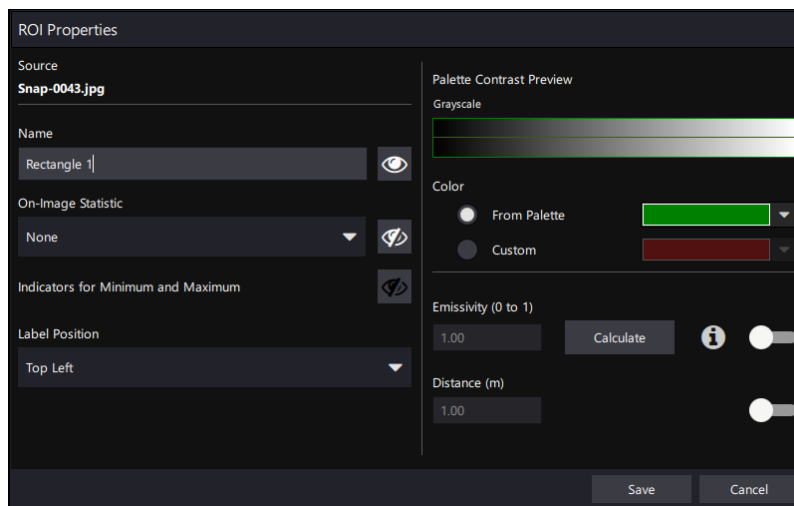 ROI Properties
Source
Snap-0043.jpg
Name
Rectangle 1
On-Image Statistic
None
Indicators for Minimum and Maximum
Label Position
Top Left
Palette Contrast Preview
Grayscale
Color
From Palette
Custom
Emissivity (0 to 1)
1.00
Calculate
Distance (m)
1.00
Save
Cancel